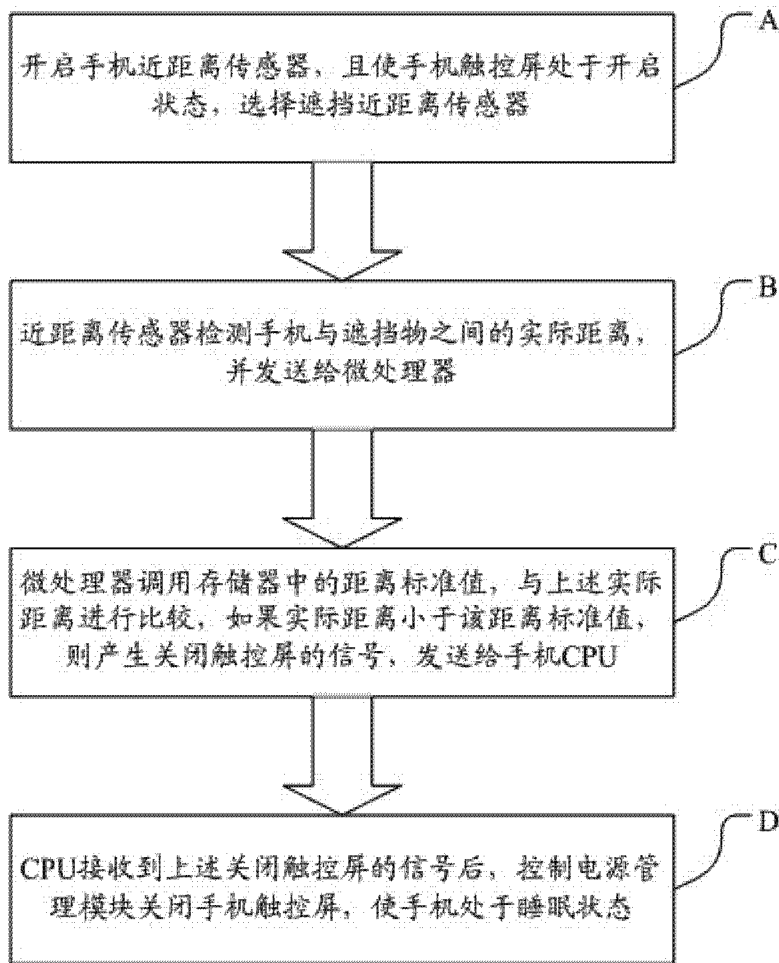 A
开启手机近距离传感器，且使手机触控屏处于开启
状态，选择遮挡近距离传感器
B
近距离传感器检测手机与遮挡物之间的实际距离，
并发送给微处理器
C
微处理器调用存储器中的距离标准值，与上述实际
距离进行比较，如果实际距离小于该距离标准值，
则产生关闭触控屏的信号，发送给手机CPU
D
CPU接收到上述关闭触控屏的信号后，控制电源管
理模块关闭手机触控屏，使手机处于睡眠状态